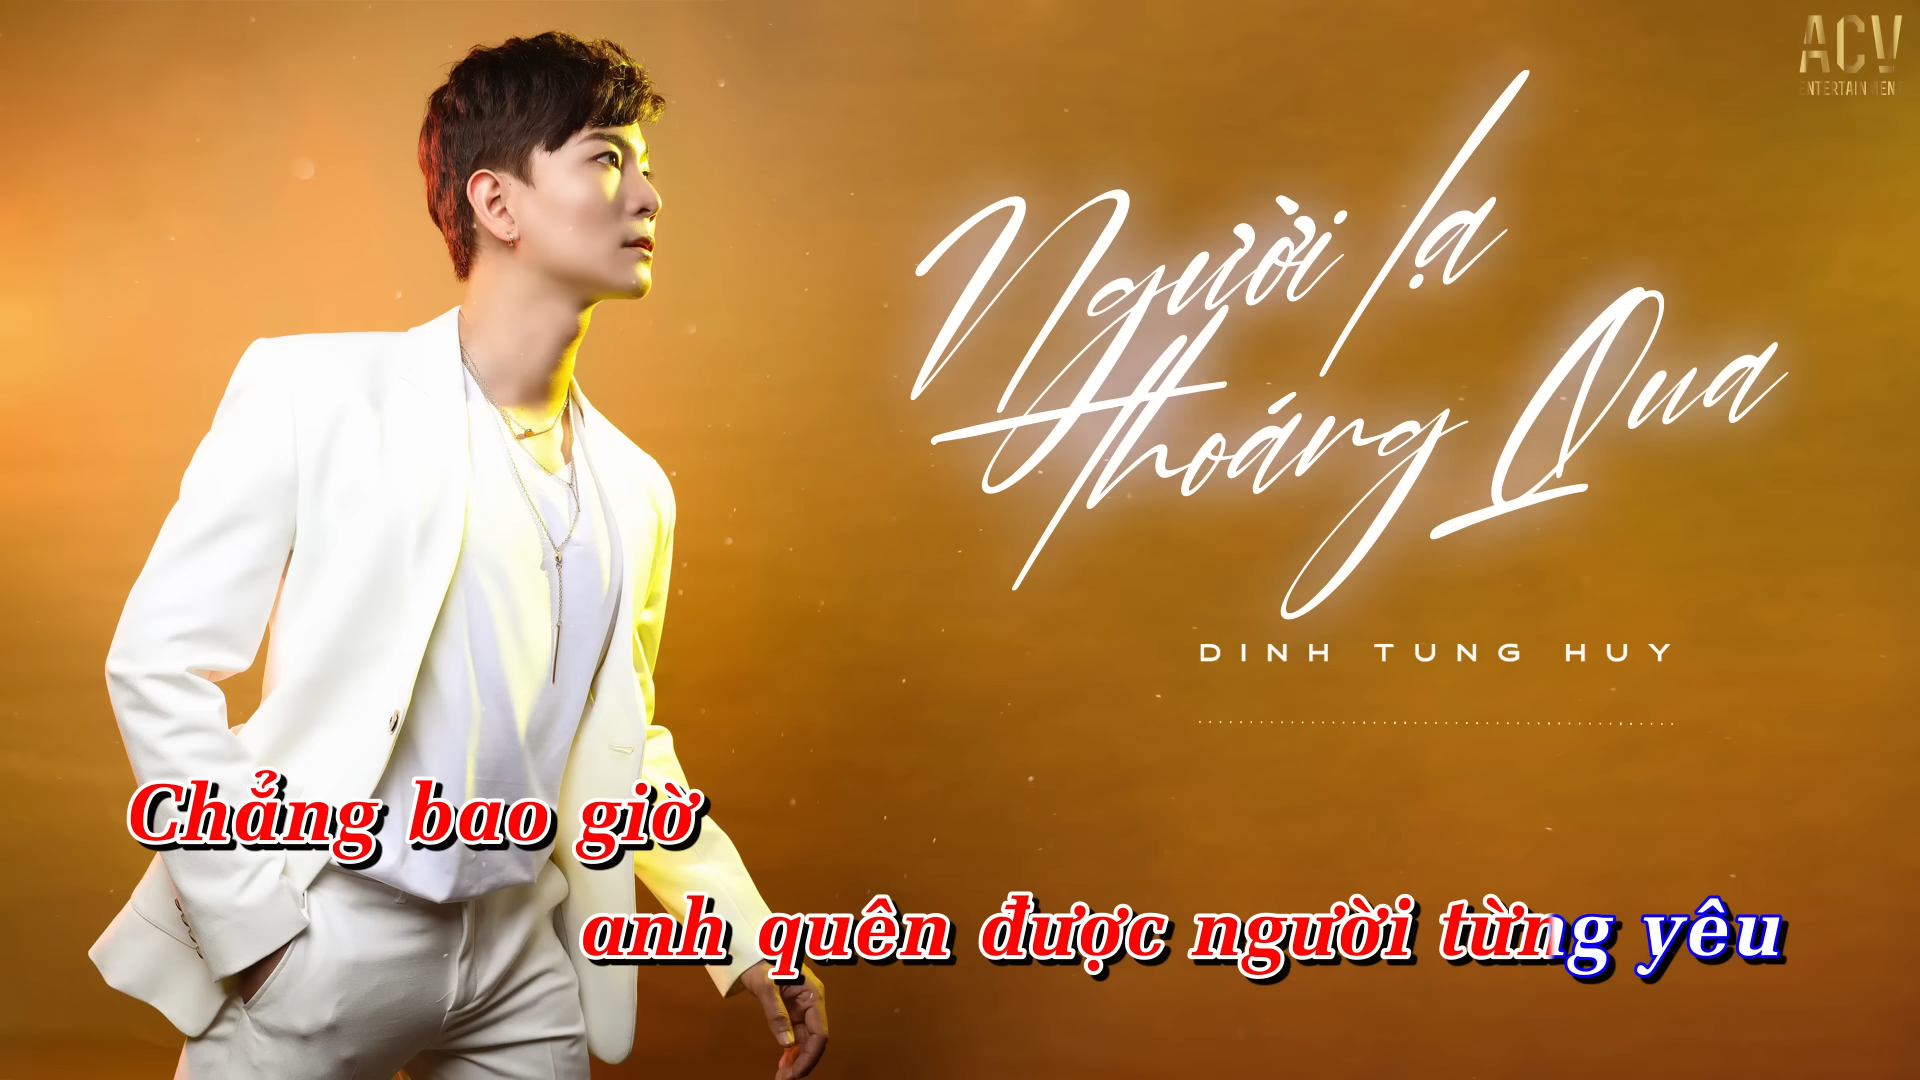 ACV
ENTERTAINMENT
Người lạ
thoáng Qua
DINH TUNG HUY
Chẳng bao giờ
anh quên được người từng yêu